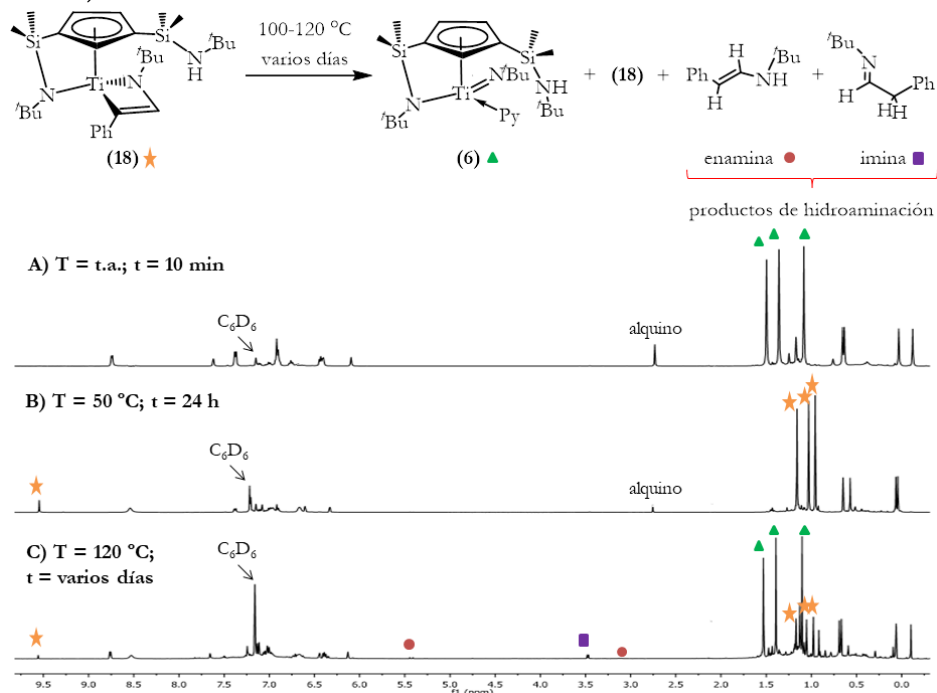 Si
Si
ᵗBu
N
H
ᵗBu
Ti
N
N
ᵗBu
Ph
(18)
100-120 °C
varios días
Si
Si
NᵗBu
Ti
NH
N
ᵗBu
ᵗBu
Py
(6)
+ (18) +
H
ᵗBu
Ph
NH
H
+
ᵗBu
N
Ph
H
HH
enamina
imina
productos de hidroaminación
A) T = t.a.; t = 10 min
C₆D₆
alquino
B) T = 50 °C; t = 24 h
C₆D₆
alquino
C) T = 120 °C;
t = varios días
C₆D₆
9.5 9.0 8.5 8.0 7.5 7.0 6.5 6.0 5.5 5.0 4.5 4.0 3.5 3.0 2.5 2.0 1.5 1.0 0.5 0.0
f1 (ppm)